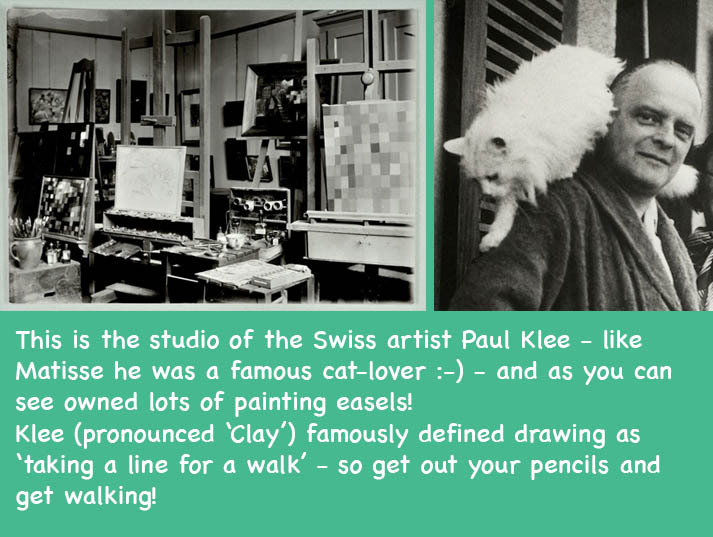 This is the studio of the Swiss artist Paul Klee - like
Matisse he was a famous cat-lover :-) - and as you can
see owned lots of painting easels!
Klee (pronounced ‘Clay’) famously defined drawing as
‘taking a line for a walk’ - so get out your pencils and
get walking!